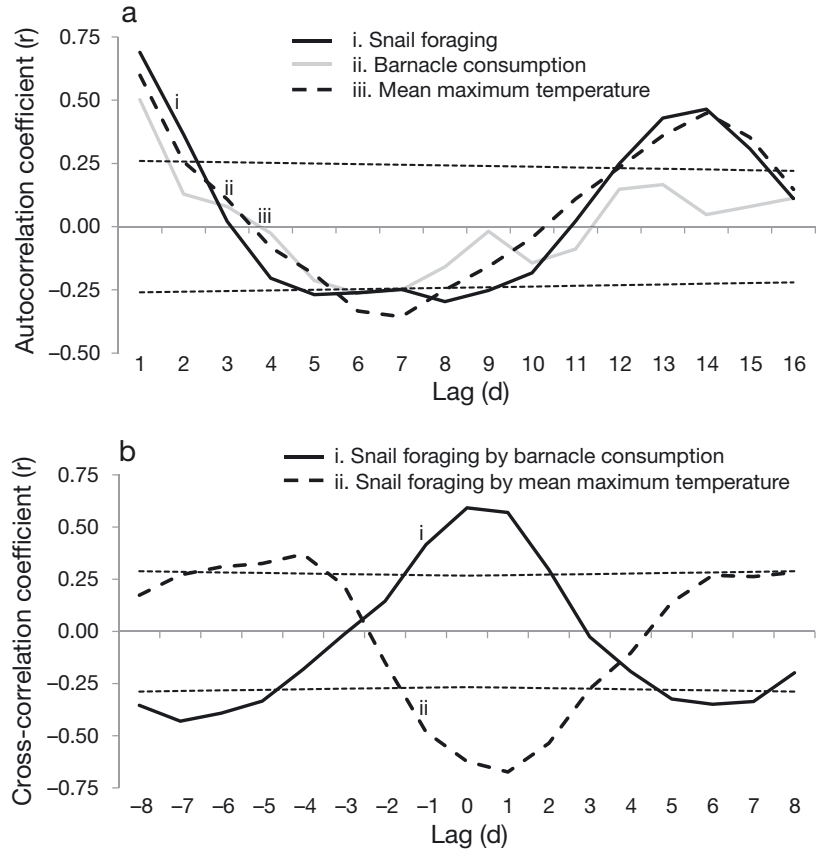 a
Autocorrelation coefficient (r)
0.75
0.50
0.25
0.00
–0.25
–0.50
i. Snail foraging
ii. Barnacle consumption
iii. Mean maximum temperature
i
ii
iii
1 2 3 4 5 6 7 8 9 10 11 12 13 14 15 16
Lag (d)
b
Cross-correlation coefficient (r)
0.75
0.50
0.25
0.00
–0.25
–0.50
–0.75
i. Snail foraging by barnacle consumption
ii. Snail foraging by mean maximum temperature
i
ii
–8 –7 –6 –5 –4 –3 –2 –1 0 1 2 3 4 5 6 7 8
Lag (d)